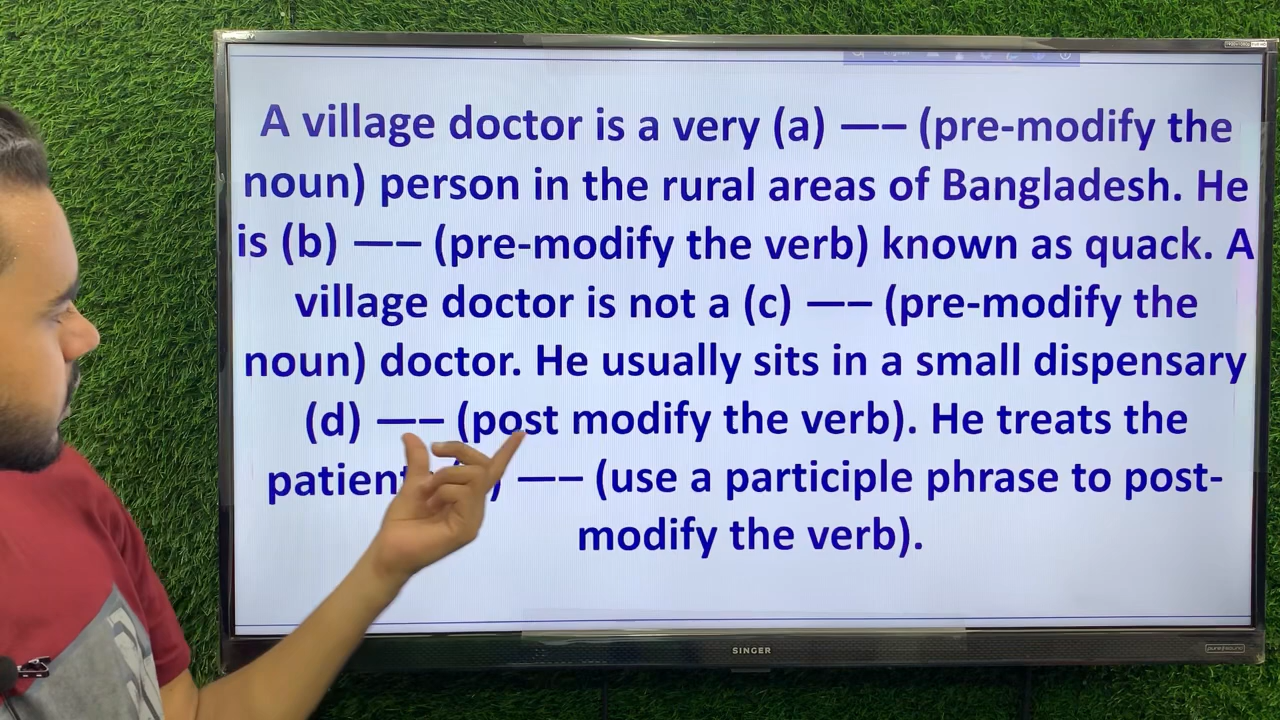 A village doctor is a very (a) —– (pre-modify the
noun) person in the rural areas of Bangladesh. He
is (b) —– (pre-modify the verb) known as quack. A
village doctor is not a (c) —– (pre-modify the
noun) doctor. He usually sits in a small dispensary
(d) —– (post modify the verb). He treats the
) —– (use a participle phrase to post-
modify the verb).
SINGER